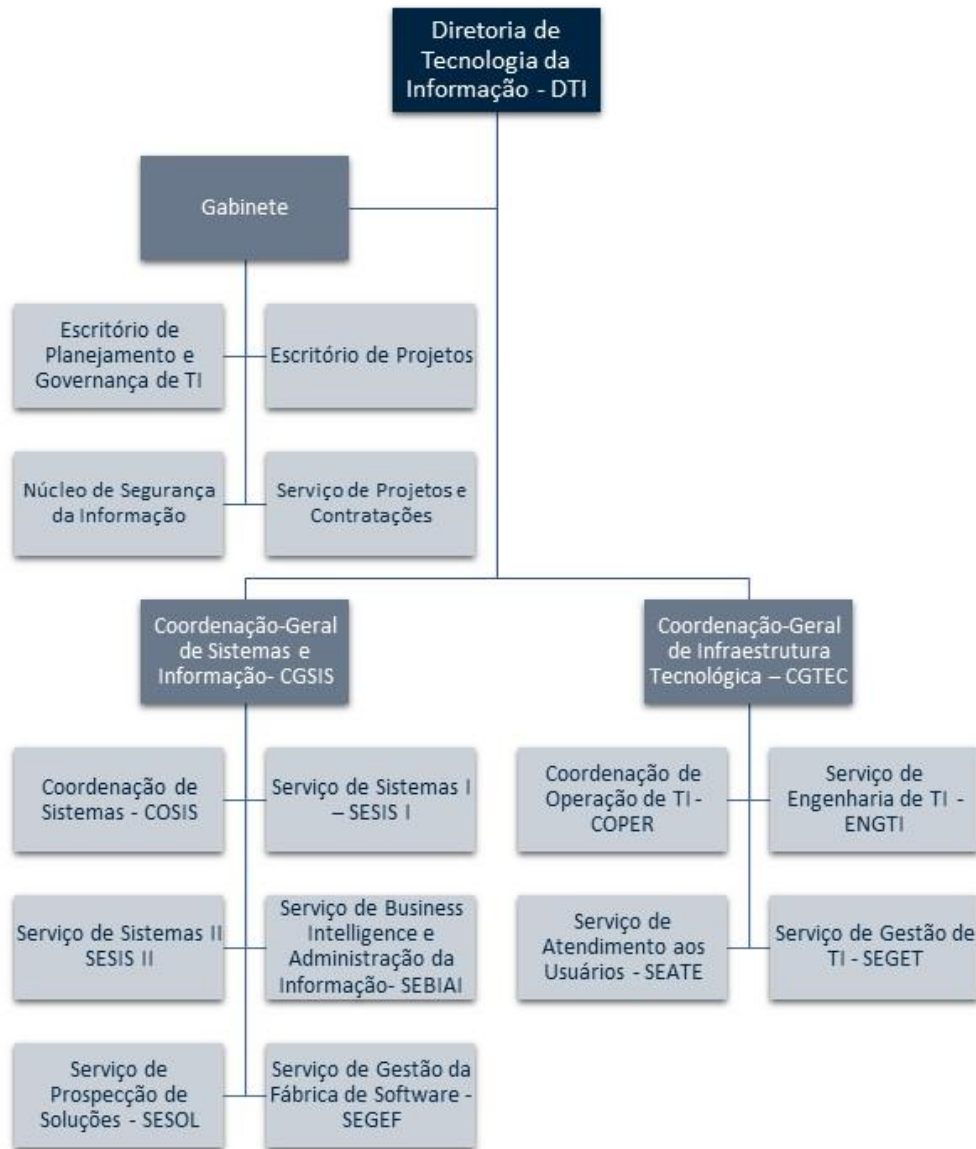 Diretoria de
Tecnologia da
Informação - DTI
Gabinete
Escritório de
Planejamento e
Governança de TI
Escritório de Projetos
Núcleo de Segurança
da Informação
Serviço de Projetos e
Contratações
Coordenação-Geral
de Sistemas e
Informação- CGSIS
Coordenação-Geral
de Infraestrutura
Tecnológica – CGTEC
Coordenação de
Sistemas - COSIS
Serviço de Sistemas I
– SESIS I
Coordenação de
Operação de TI -
COPER
Serviço de
Engenharia de TI -
ENGTI
Serviço de Sistemas II
SESIS II
Serviço de Business
Intelligence e
Administração da
Informação- SEBIAI
Serviço de
Atendimento aos
Usuários - SEATE
Serviço de Gestão de
TI - SEGET
Serviço de
Prospecção de
Soluções - SESOL
Serviço de Gestão da
Fábrica de Software -
SEGEF